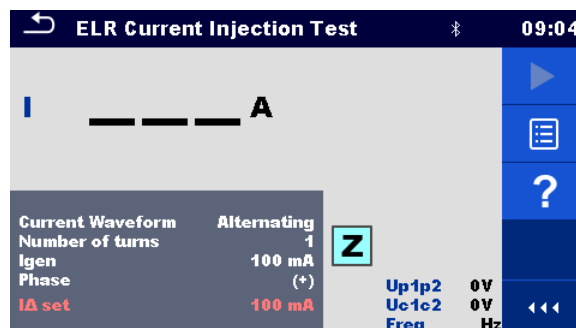 ELR Current Injection Test 09:04
I _ _ _ A
?
Current Waveform Alternating
Number of turns 1
Igen 100 mA
Phase (+)
IΔ set 100 mA
Z
Up1p2 0V
Uc1c2 0V
Freq Hz